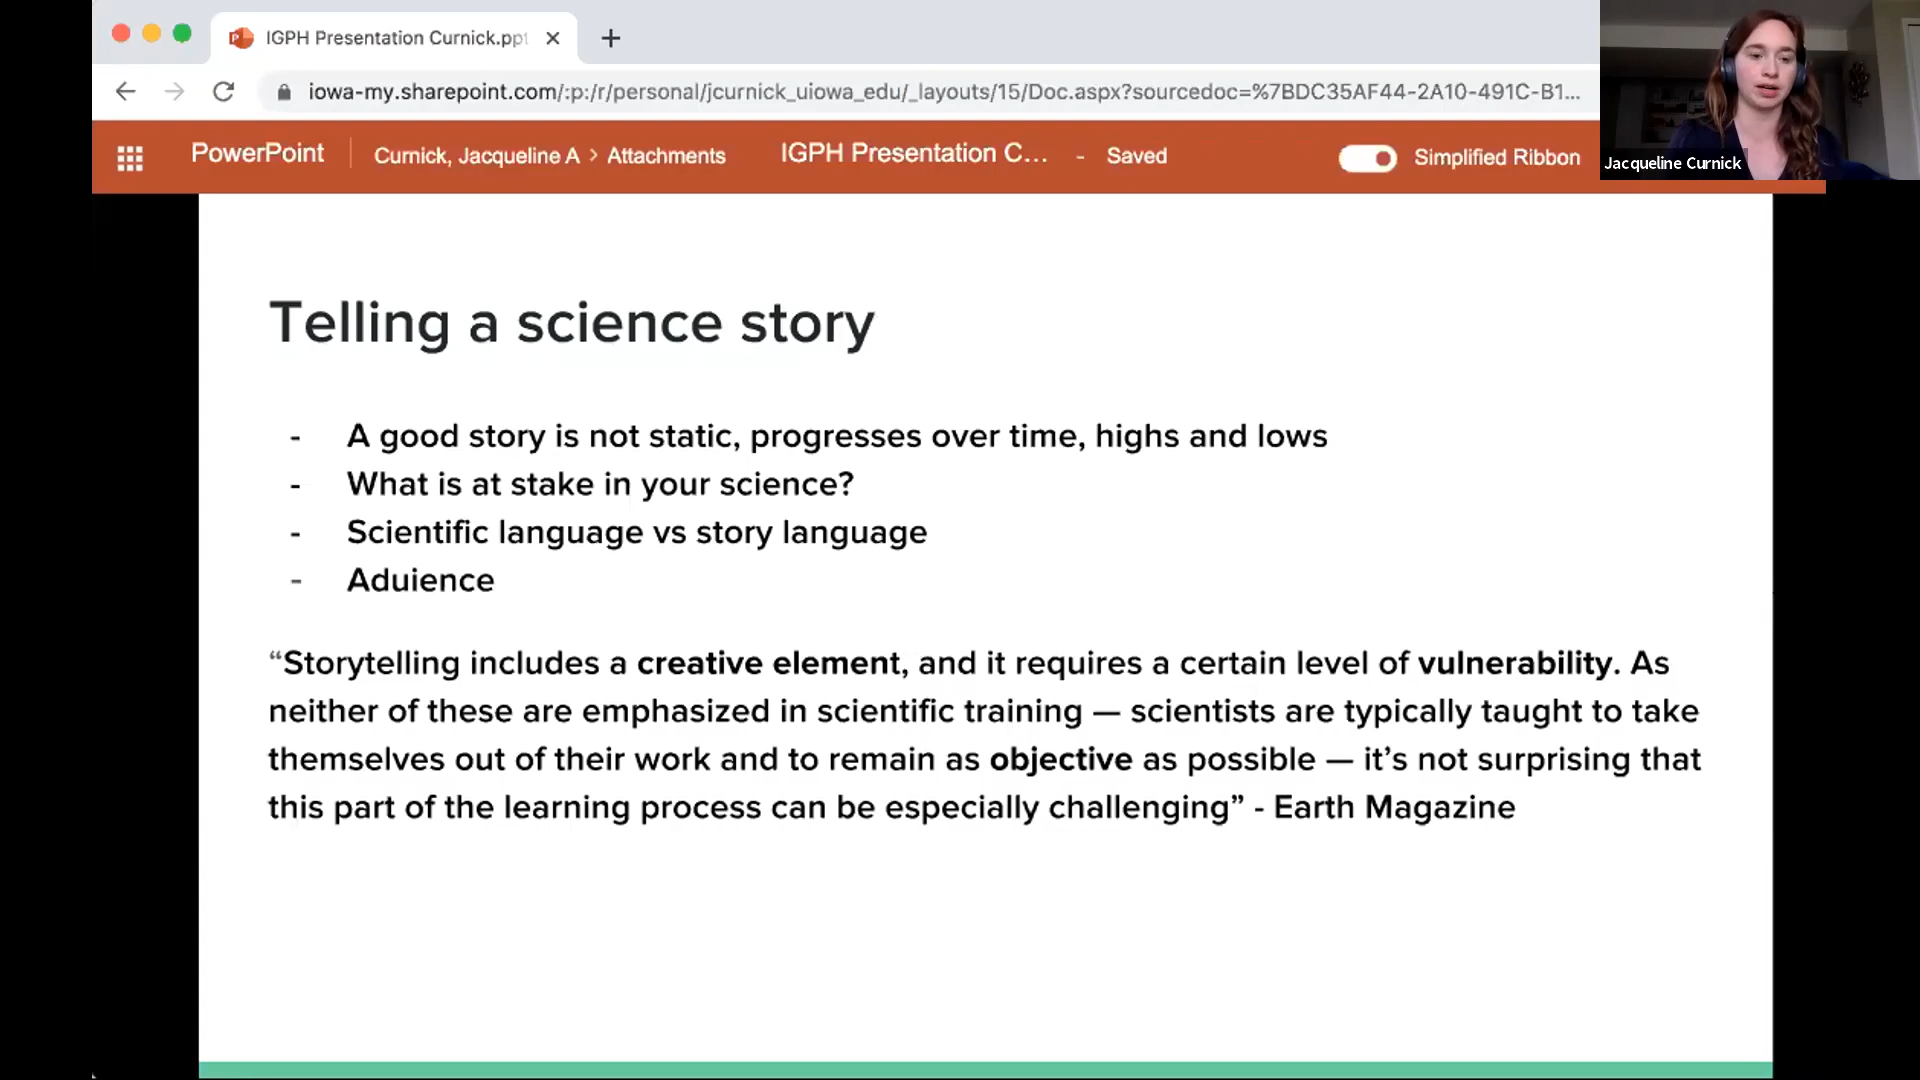 IGPH Presentation Curnick.ppt
iowa-my.sharepoint.com/:p:/r/personal/jcurnick_uiowa_edu/_layouts/15/Doc.aspx?sourcedoc=%7BDC35AF44-2A10-491C-B1...
PowerPoint Curnick, Jacqueline A > Attachments IGPH Presentation C... - Saved Simplified Ribbon
Jacqueline Curnick
Telling a science story
- A good story is not static, progresses over time, highs and lows
- What is at stake in your science?
- Scientific language vs story language
- Aduience
“Storytelling includes a creative element, and it requires a certain level of vulnerability. As
neither of these are emphasized in scientific training — scientists are typically taught to take
themselves out of their work and to remain as objective as possible — it’s not surprising that
this part of the learning process can be especially challenging” - Earth Magazine